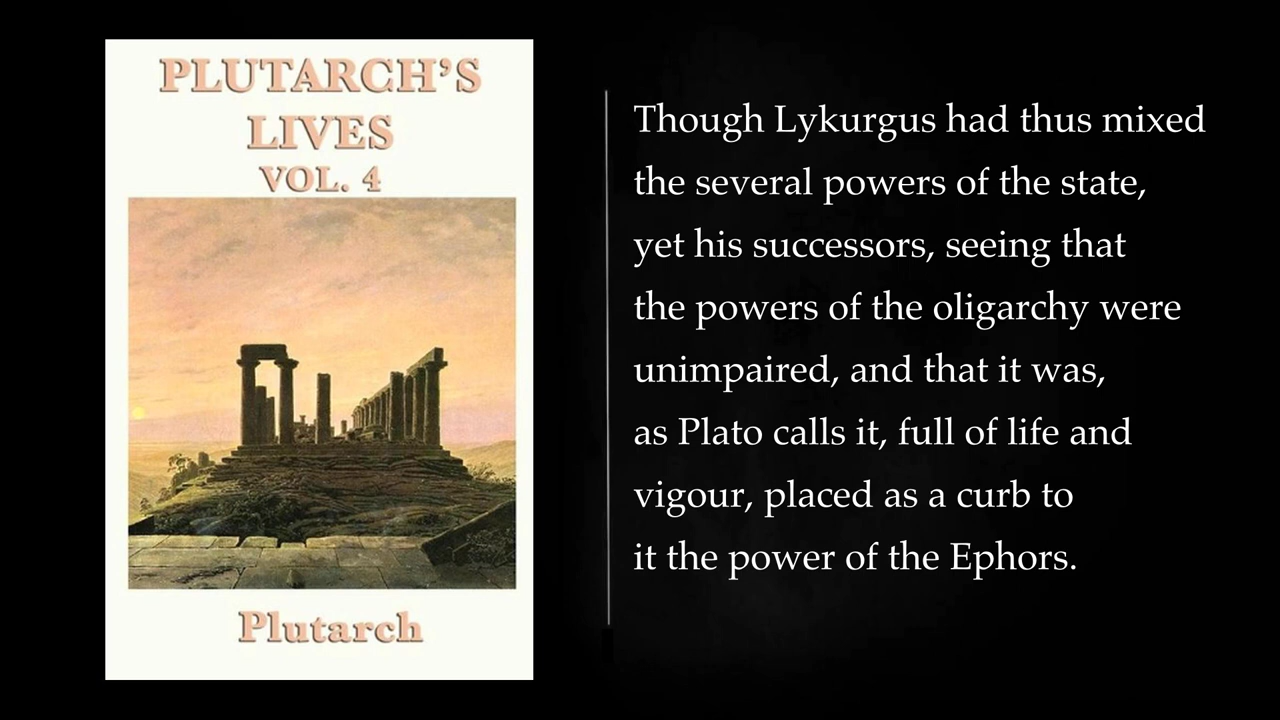 PLUTARCH'S
LIVES
VOL. 4
Plutarch
Though Lykurgus had thus mixed
the several powers of the state,
yet his successors, seeing that
the powers of the oligarchy were
unimpaired, and that it was,
as Plato calls it, full of life and
vigour, placed as a curb to
it the power of the Ephors.